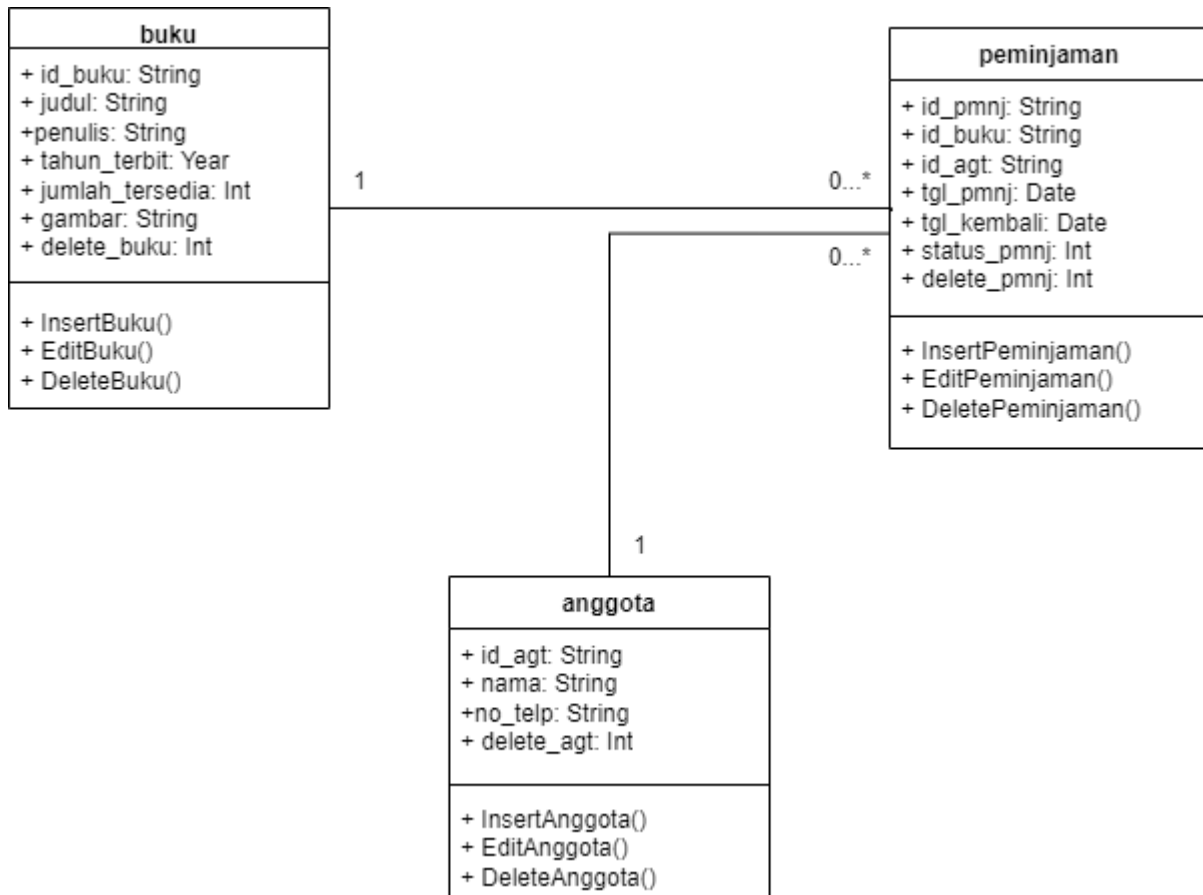 buku
+ id_buku: String
+ judul: String
+penulis: String
+ tahun_terbit: Year
+ jumlah_tersedia: Int
+ gambar: String
+ delete_buku: Int
+ InsertBuku()
+ EditBuku()
+ DeleteBuku()
1
0...*
peminjaman
+ id_pmnj: String
+ id_buku: String
+ id_agt: String
+ tgl_pmnj: Date
+ tgl_kembali: Date
+ status_pmnj: Int
+ delete_pmnj: Int
+ InsertPeminjaman()
+ EditPeminjaman()
+ DeletePeminjaman()
0...*
1
anggota
+ id_agt: String
+ nama: String
+no_telp: String
+ delete_agt: Int
+ InsertAnggota()
+ EditAnggota()
+ DeleteAnggota()